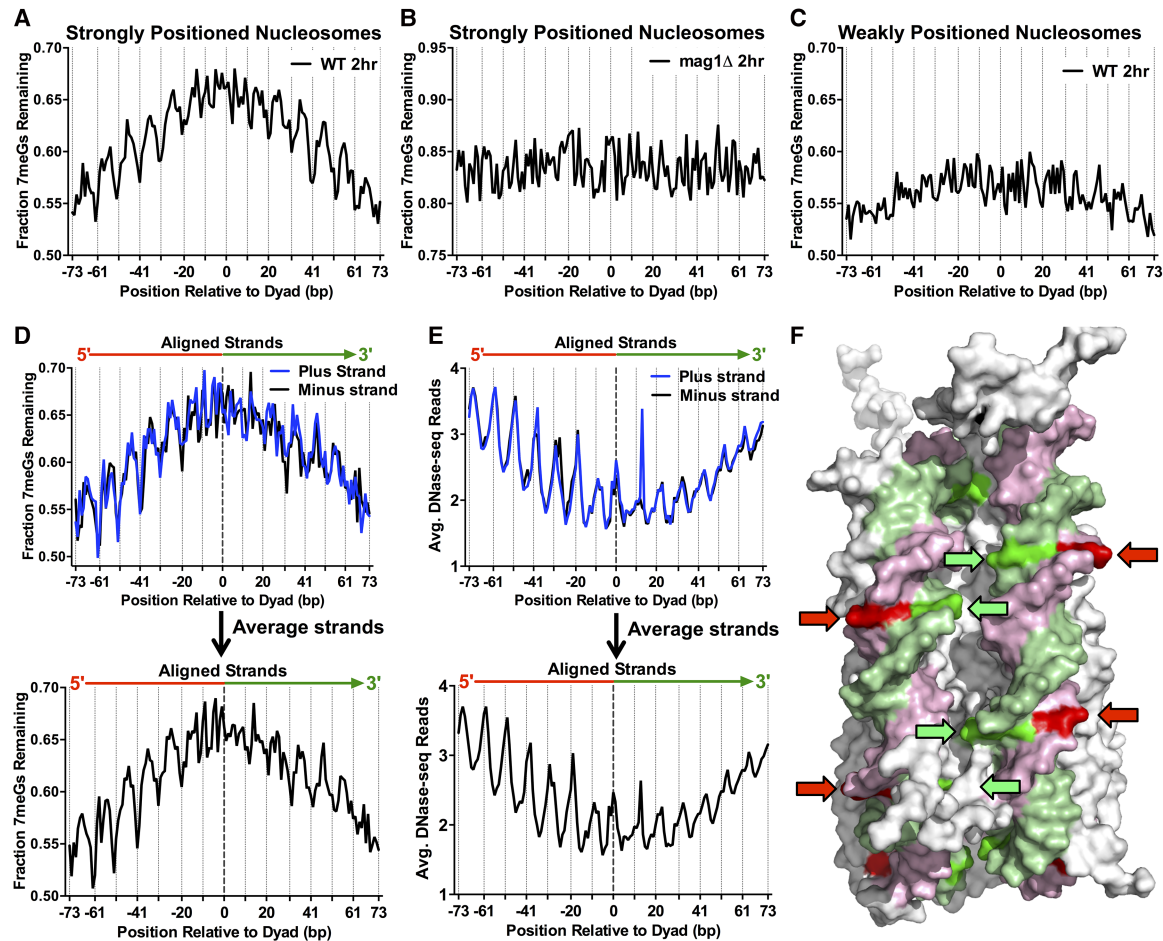 A
Strongly Positioned Nucleosomes
WT 2hr
Fraction 7meGs Remaining
0.70
0.65
0.60
0.55
0.50
-73 -61 -41 -20 0 20 41 61 73
Position Relative to Dyad (bp)
B
Strongly Positioned Nucleosomes
mag1Δ 2hr
Fraction 7meGs Remaining
0.95
0.90
0.85
0.80
0.75
-73 -61 -41 -20 0 20 41 61 73
Position Relative to Dyad (bp)
C
Weakly Positioned Nucleosomes
WT 2hr
Fraction 7meGs Remaining
0.70
0.65
0.60
0.55
0.50
-73 -61 -41 -20 0 20 41 61 73
Position Relative to Dyad (bp)
D
Aligned Strands
5' 3'
Plus Strand
Minus strand
Fraction 7meGs Remaining
0.70
0.65
0.60
0.55
0.50
-73 -61 -41 -20 0 20 41 61 73
Position Relative to Dyad (bp)
Average strands
Aligned Strands
5' 3'
Fraction 7meGs Remaining
0.70
0.65
0.60
0.55
0.50
-73 -61 -41 -20 0 20 41 61 73
Position Relative to Dyad (bp)
E
Aligned Strands
5' 3'
Plus strand
Minus strand
Avg. DNase-seq Reads
4
3
2
1
-73 -61 -41 -20 0 20 41 61 73
Position Relative to Dyad (bp)
Average strands
Aligned Strands
5' 3'
Avg. DNase-seq Reads
4
3
2
1
-73 -61 -41 -20 0 20 41 61 73
Position Relative to Dyad (bp)
F